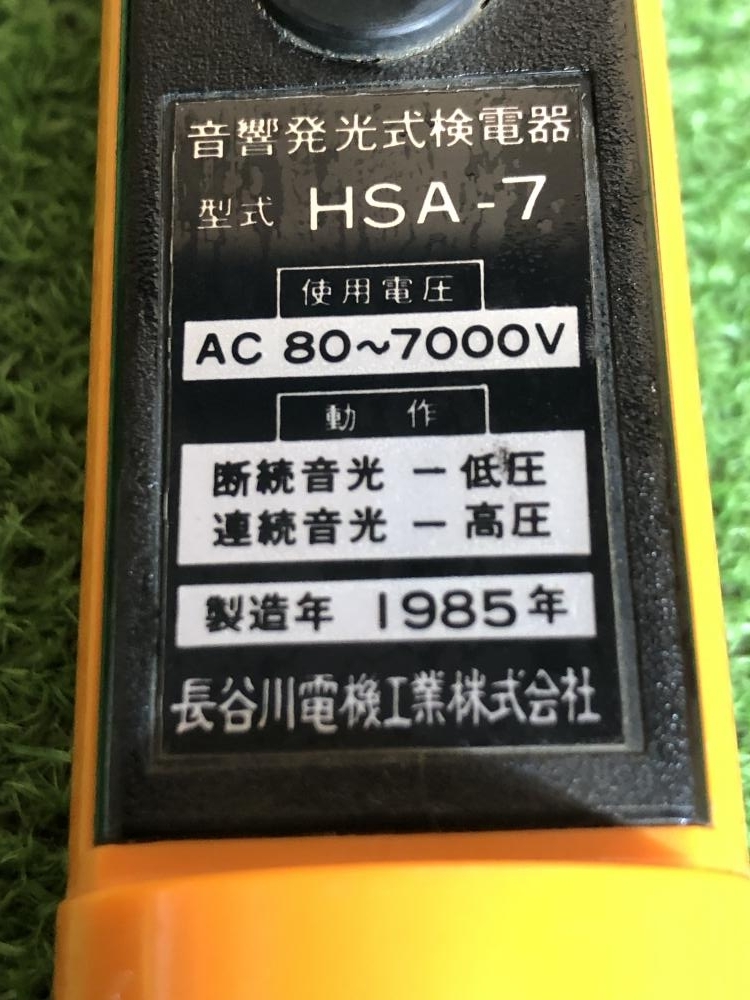 音響発光式検電器
型式 HSA-7
使用電圧
AC 80～7000V
動作
断続音光 ー 低圧
連続音光 ー 高圧
製造年 1985年
長谷川電機工業株式会社